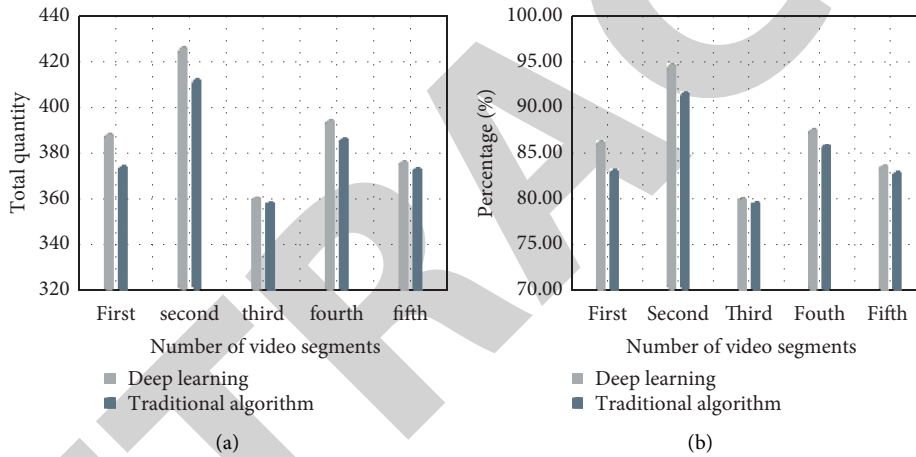 440
420
400
380
360
340
320
Total quantity
First second third fourth fifth
Number of video segments
Deep learning
Traditional algorithm
(a)
100.00
95.00
90.00
85.00
80.00
75.00
70.00
Percentage (%)
First Second Third Fouth Fifth
Number of video segments
Deep learning
Traditional algorithm
(b)
TRAC